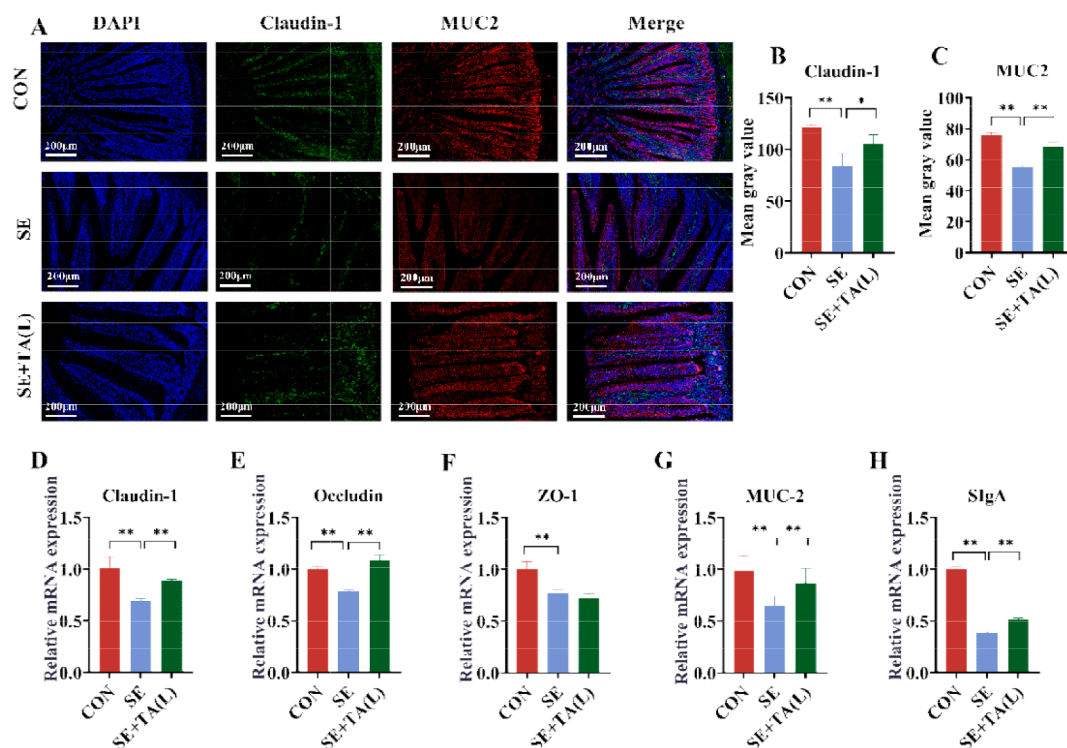 A
DAPI
Claudin-1
MUC2
Merge
CON
200μm
200μm
200μm
200μm
SE
200μm
200μm
200μm
200μm
SE+TA(L)
200μm
200μm
200μm
200μm
B
Claudin-1
Mean gray value
150
100
50
0
** *
CON
SE
SE+TA(L)
C
MUC2
Mean gray value
100
80
60
40
20
0
** **
CON
SE
SE+TA(L)
D
Claudin-1
Relative mRNA expression
1.5
1.0
0.5
0.0
** **
CON
SE
SE+TA(L)
E
Occludin
Relative mRNA expression
1.5
1.0
0.5
0.0
** **
CON
SE
SE+TA(L)
F
ZO-1
Relative mRNA expression
1.5
1.0
0.5
0.0
**
CON
SE
SE+TA(L)
G
MUC-2
Relative mRNA expression
1.5
1.0
0.5
0.0
** **
CON
SE
SE+TA(L)
H
SIgA
Relative mRNA expression
1.5
1.0
0.5
0.0
** **
CON
SE
SE+TA(L)